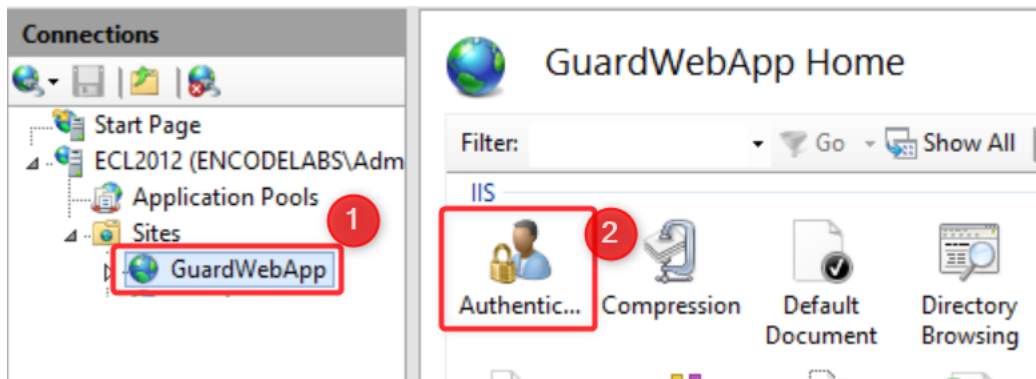 Connections
Start Page
ECL2012 (ENCODELABS\Adm
Application Pools
Sites
1
GuardWebApp
GuardWebApp Home
Filter:
Go
Show All
IIS
2
Authentic...
Compression
Default
Document
Directory
Browsing